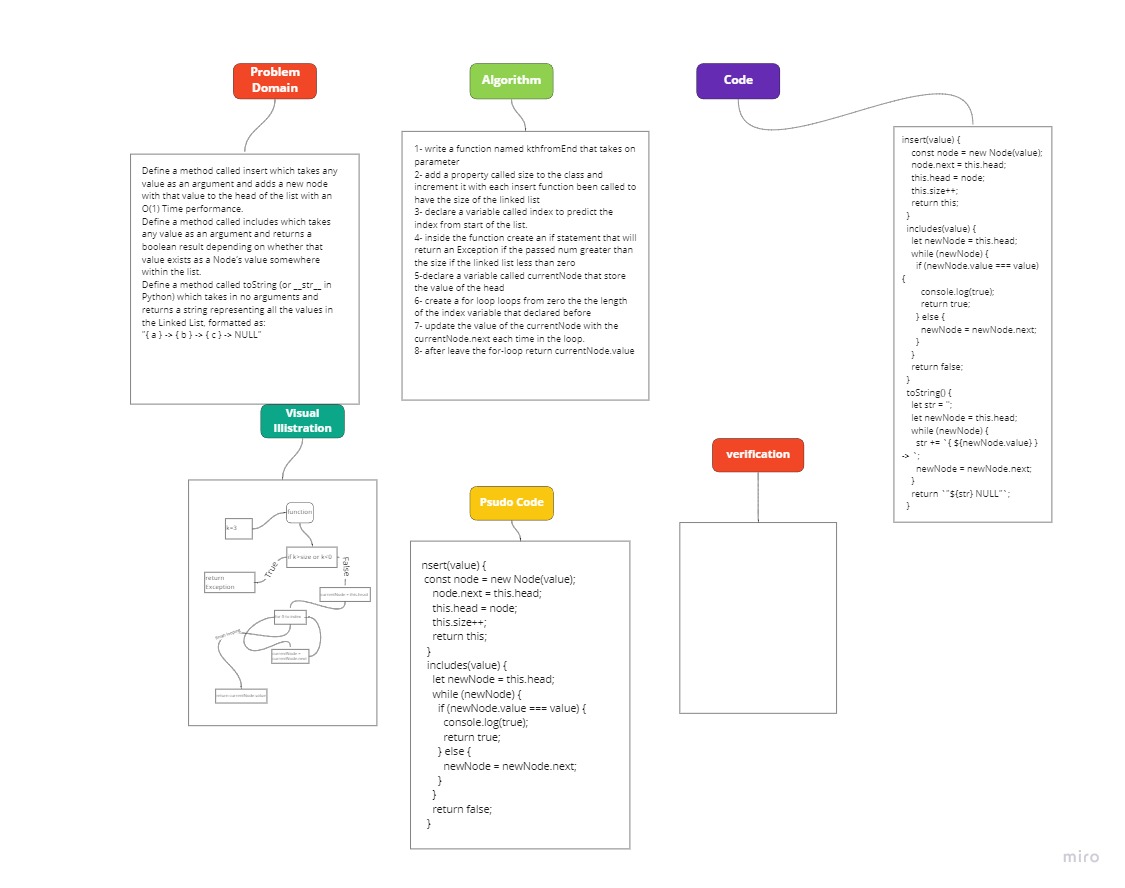 Problem
Domain
Define a method called insert which takes any
value as an argument and adds a new node
with that value to the head of the list with an
O(1) Time performance.
Define a method called includes which takes
any value as an argument and returns a
boolean result depending on whether that
value exists as a Node's value somewhere
within the list.
Define a method called toString (or __str__ in
Python) which takes in no arguments and
returns a string representing all the values in
the Linked List, formatted as:
"{ a } -> { b } -> { c } -> NULL"
Algorithm
1- write a function named kthfromEnd that takes on
parameter
2- add a property called size to the class and
increment it with each insert function been called to
have the size of the linked list
3- declare a variable called index to predict the
index from start of the list.
4- inside the function create an if statement that will
return an Exception if the passed num greater than
the size if the linked list less than zero
5-declare a variable called currentNode that store
the value of the head
6- create a for loop loops from zero the the length
of the index variable that declared before
7- update the value of the currentNode with the
currentNode.next each time in the loop.
8- after leave the for-loop return currentNode.value
Code
insert(value) {
const node = new Node(value);
node.next = this.head;
this.head = node;
this.size++;
return this;
}
includes(value) {
let newNode = this.head;
while (newNode) {
if (newNode.value === value)
{
console.log(true);
return true;
} else {
newNode = newNode.next;
}
}
return false;
}
toString() {
let str = '';
let newNode = this.head;
while (newNode) {
str += `{ ${newNode.value} }
-> `;
newNode = newNode.next;
}
return `"${str} NULL"`;
}
Visual
Illistration
function
k=3
if k>size or k<0
True
False
return
Exception
currentNode = this.head
for 0 to index
finish looping
currentNode =
currentNode.next
return currentNode.value
Psudo Code
nsert(value) {
const node = new Node(value);
node.next = this.head;
this.head = node;
this.size++;
return this;
}
includes(value) {
let newNode = this.head;
while (newNode) {
if (newNode.value === value) {
console.log(true);
return true;
} else {
newNode = newNode.next;
}
}
return false;
}
verification
miro